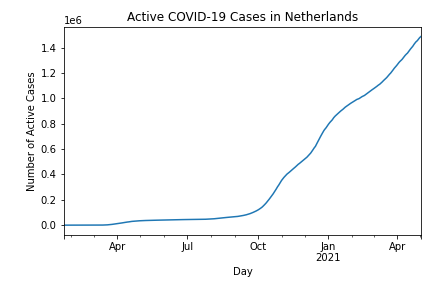 Active COVID-19 Cases in Netherlands
1e6
1.4
1.2
1.0
0.8
0.6
0.4
0.2
0.0
Number of Active Cases
Apr Jul Oct Jan Apr
2021
Day